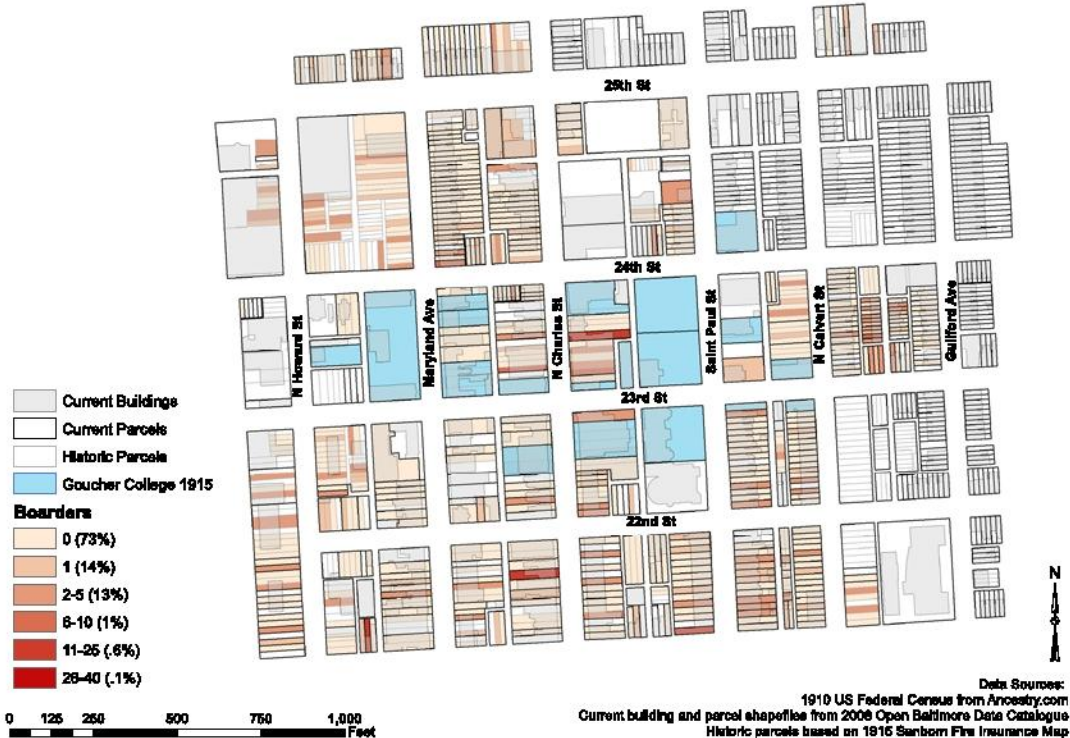 25th St
24th St
N Howard St
Maryland Ave
N Charles St
Saint Paul St
N Calvert St
Guilford Ave
23rd St
22nd St
Current Buildings
Current Parcels
Historic Parcels
Goucher College 1915
Boarders
0 (73%)
1 (14%)
2-5 (13%)
6-10 (1%)
11-25 (.6%)
26-40 (.1%)
0 125 250 500 750 1,000
Feet
N
Data Sources:
1910 US Federal Census from Ancestry.com
Current building and parcel shapefiles from 2008 Open Baltimore Data Catalogue
Historic parcels based on 1915 Sanborn Fire Insurance Map